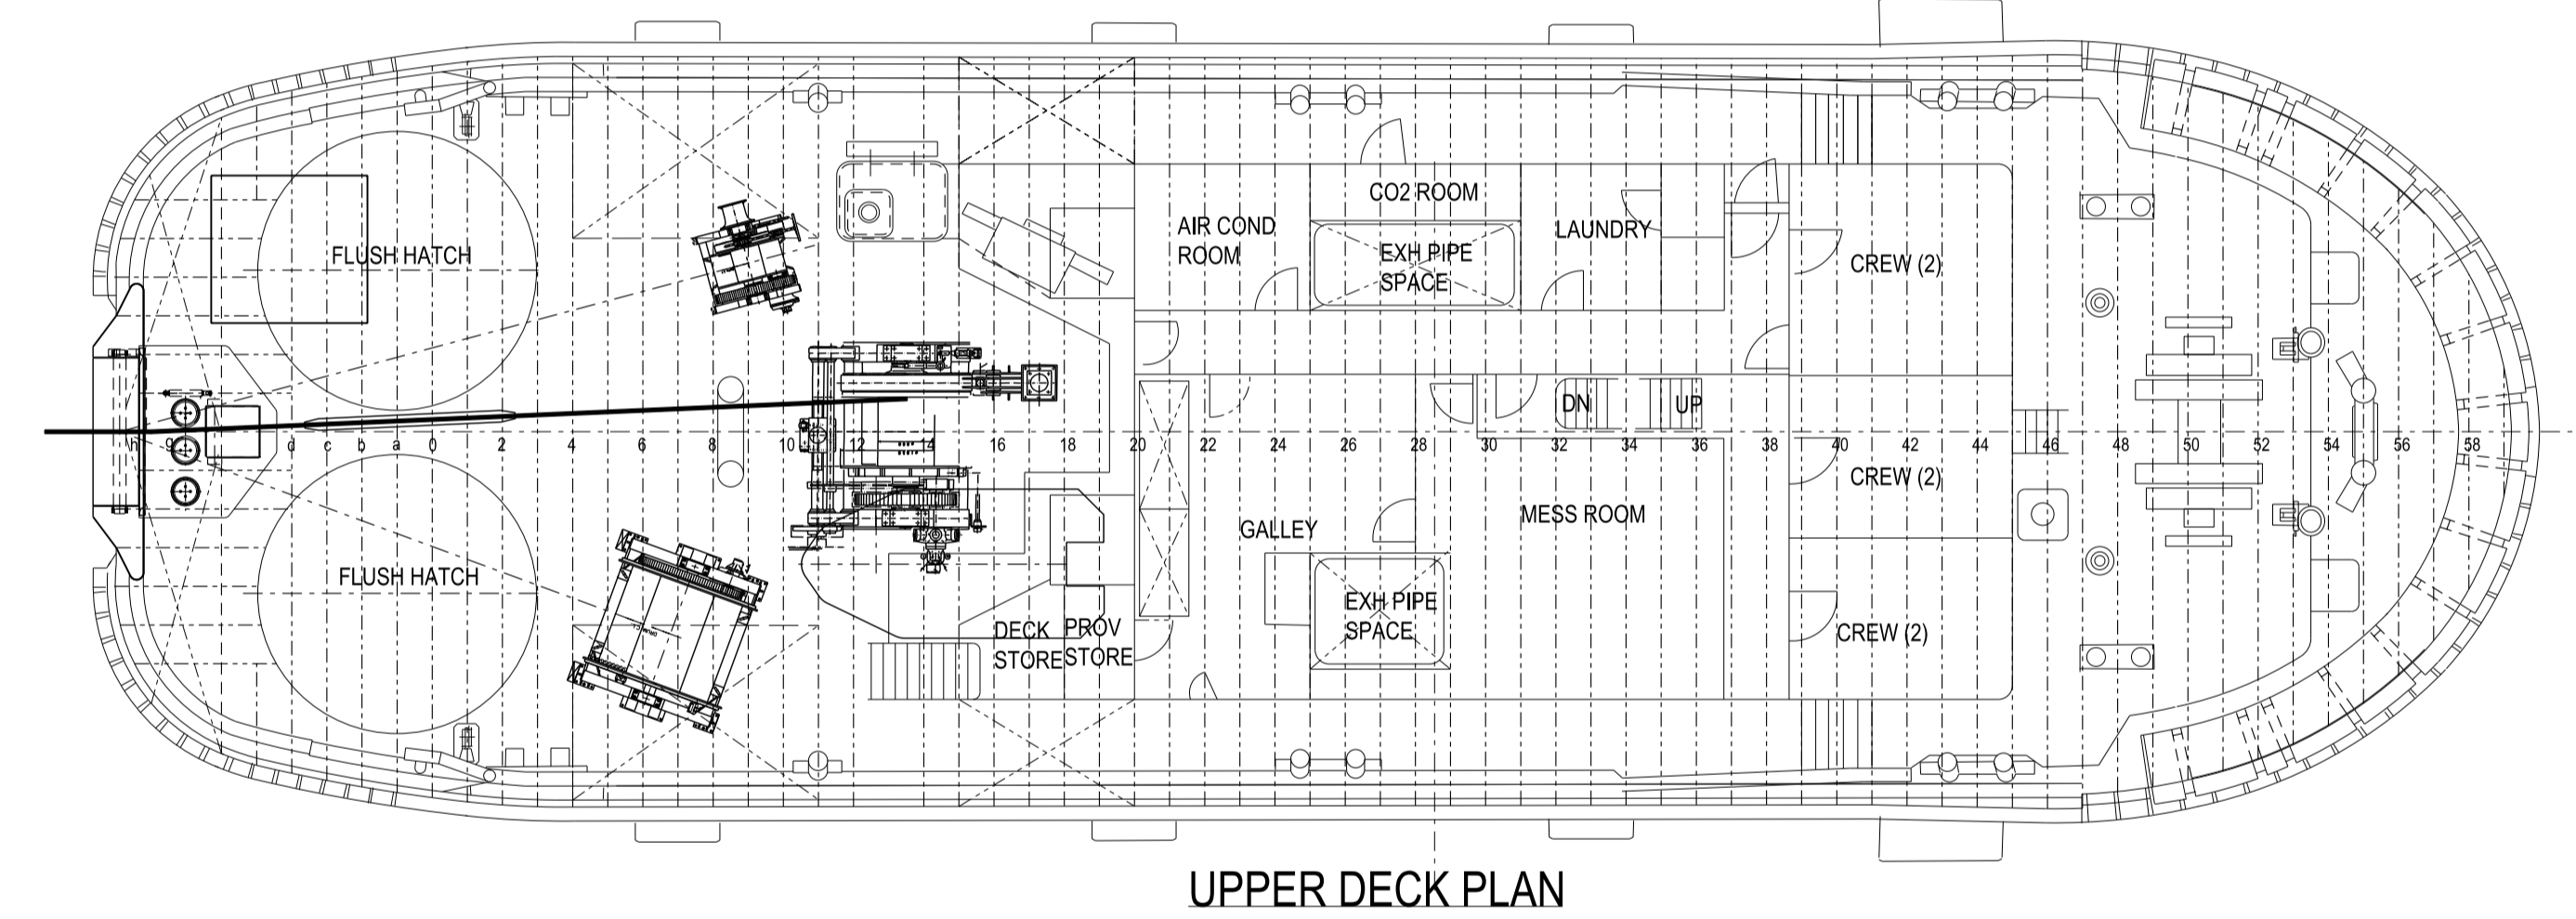 CO2 ROOM
AIR COND
ROOM
LAUNDRY
FLUSH HATCH
EXH PIPE
SPACE
CREW (2)
DN
UP
h g d c b a 0 2 4 6 8 10 12 14 16 18 20 22 24 26 28 30 32 34 36 38 40 42 44 46 48 50 52 54 56 58
CREW (2)
MESS ROOM
GALLEY
FLUSH HATCH
EXH PIPE
SPACE
DECK
STORE
PROV
STORE
CREW (2)
UPPER DECK PLAN